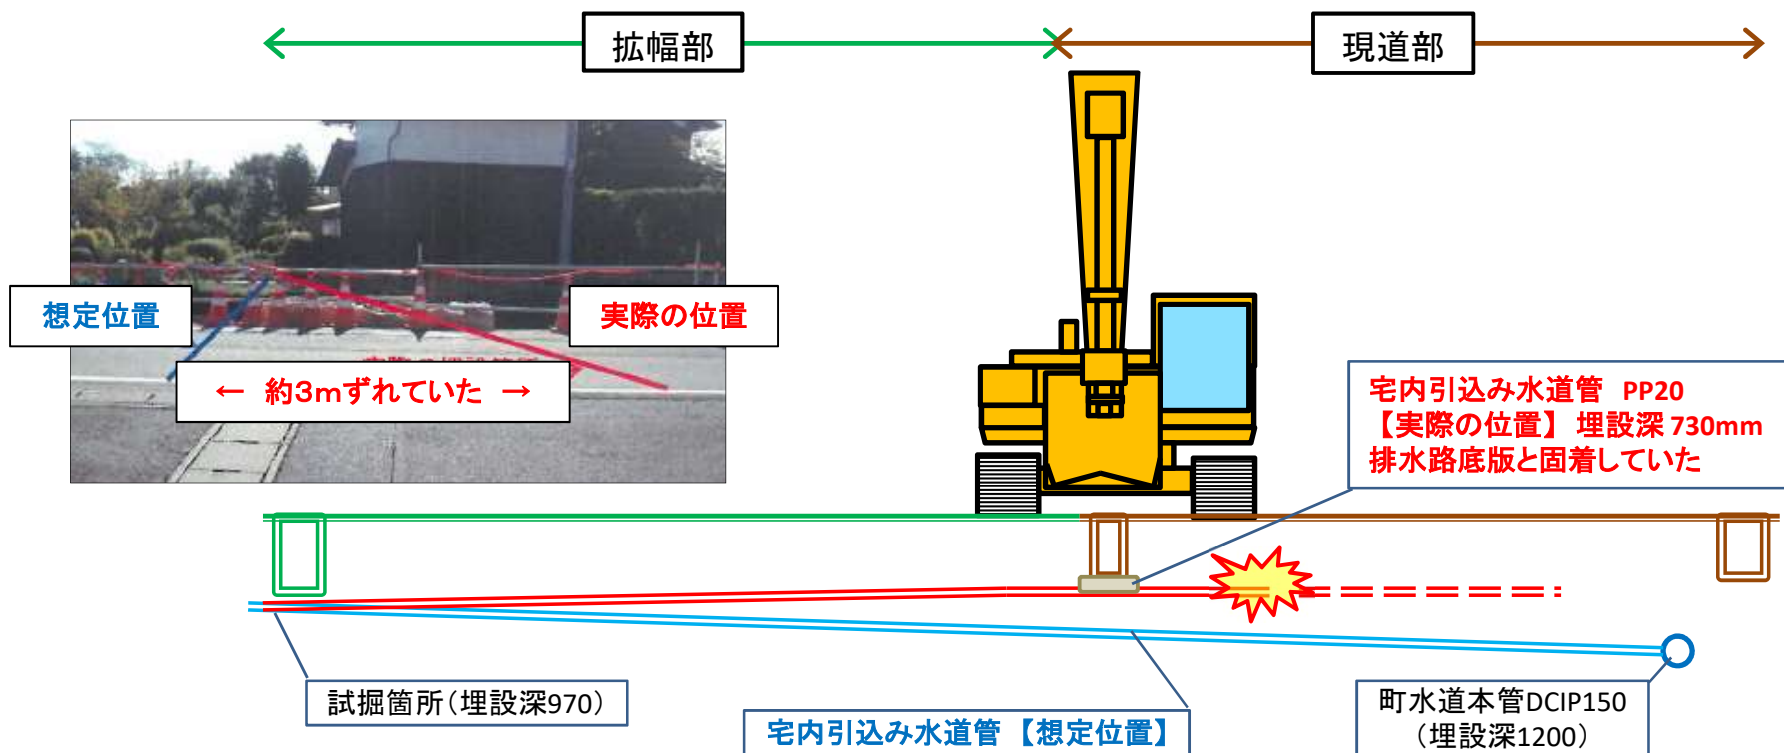 拡幅部
現道部
想定位置
実際の位置
← 約3mずれていた →
宅内引込み水道管 PP20
【実際の位置】 埋設深 730mm
排水路底版と固着していた
試掘箇所(埋設深970)
宅内引込み水道管 【想定位置】
町水道本管DCIP150
(埋設深1200)